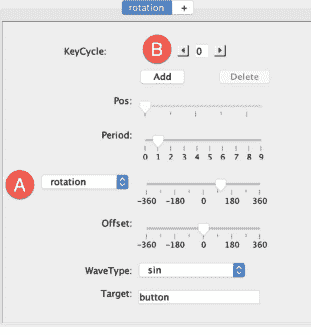 rotation +
KeyCycle: B 0
Add Delete
Pos:
Period:
0 1 2 3 4 5 6 7 8 9
A rotation
-360 -180 0 180 360
Offset:
-360 -180 0 180 360
WaveType: sin
Target: button